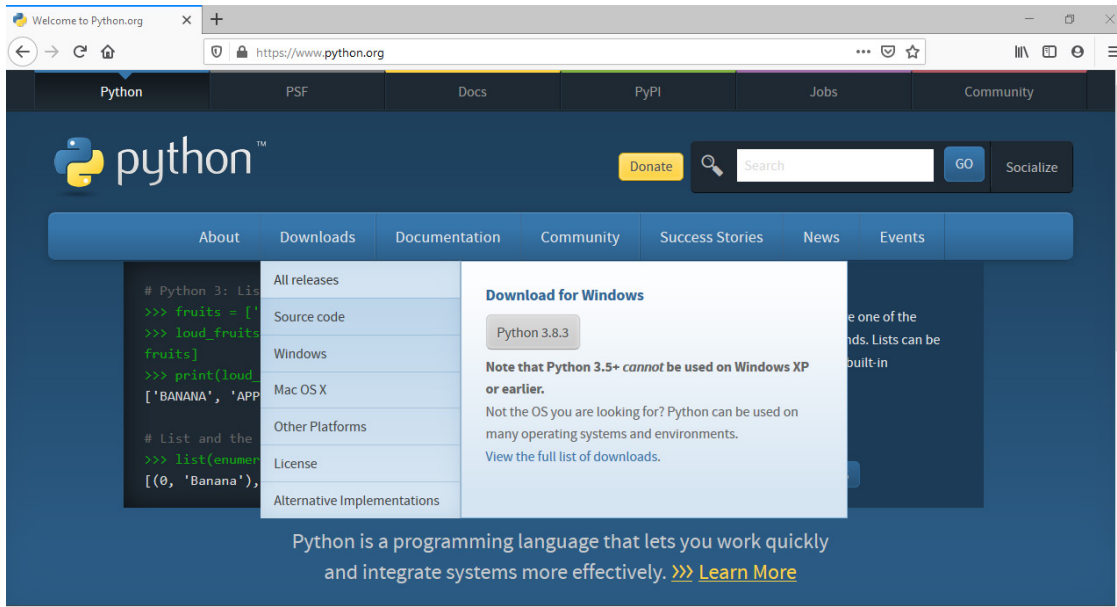 Welcome to Python.org
https://www.python.org
Python PSF Docs PyPI Jobs Community
python™
Donate Search GO Socialize
About Downloads Documentation Community Success Stories News Events
# Python 3: Lis
>>> fruits = ['
>>> loud_fruits
fruits]
>>> print(loud_
['BANANA', 'APP
# List and the
>>> list(enumer
[(0, 'Banana'),
All releases
Source code
Windows
Mac OS X
Other Platforms
License
Alternative Implementations
Download for Windows
Python 3.8.3
Note that Python 3.5+ cannot be used on Windows XP
or earlier.
Not the OS you are looking for? Python can be used on
many operating systems and environments.
View the full list of downloads.
e one of the
nds. Lists can be
built-in
Python is a programming language that lets you work quickly
and integrate systems more effectively. >>> Learn More